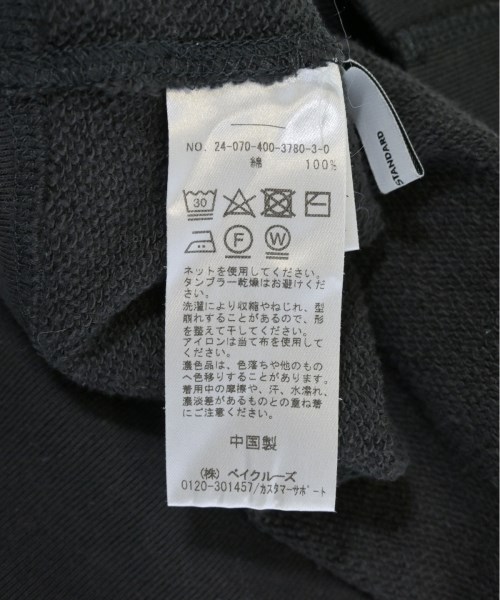 NO. 24-070-400-3780-3-0
綿 100%
30
F W
ネットを使用してください。
タンブラー乾燥はお避けくだ
さい。
洗濯により収縮やねじれ、型
崩れすることがあるので、形
を整えて干してください。
アイロンは当て布を使用して
ください。
濃色品は、色落ちや他のもの
へ色移りすることがあります。
着用中の摩擦や、汗、水濡れ、
濃淡差があるものとの重ね着
にご注意ください。
中国製
(株) ベイクルーズ
0120-301457/カスタマーサポート
STANDARD